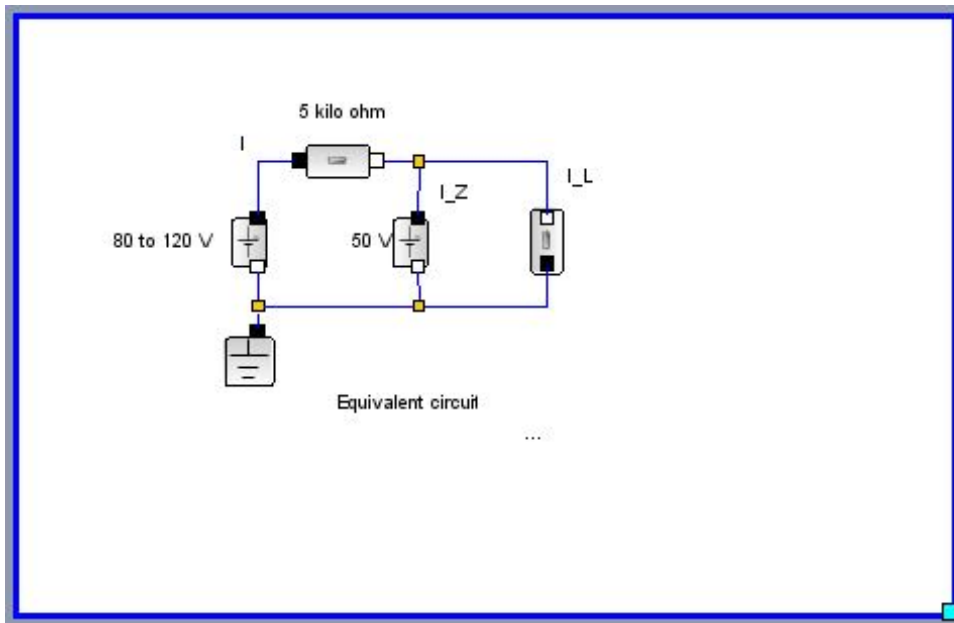 5 kilo ohm
I
I_L
I_Z
80 to 120 V
50 V
Equivalent circuit
...